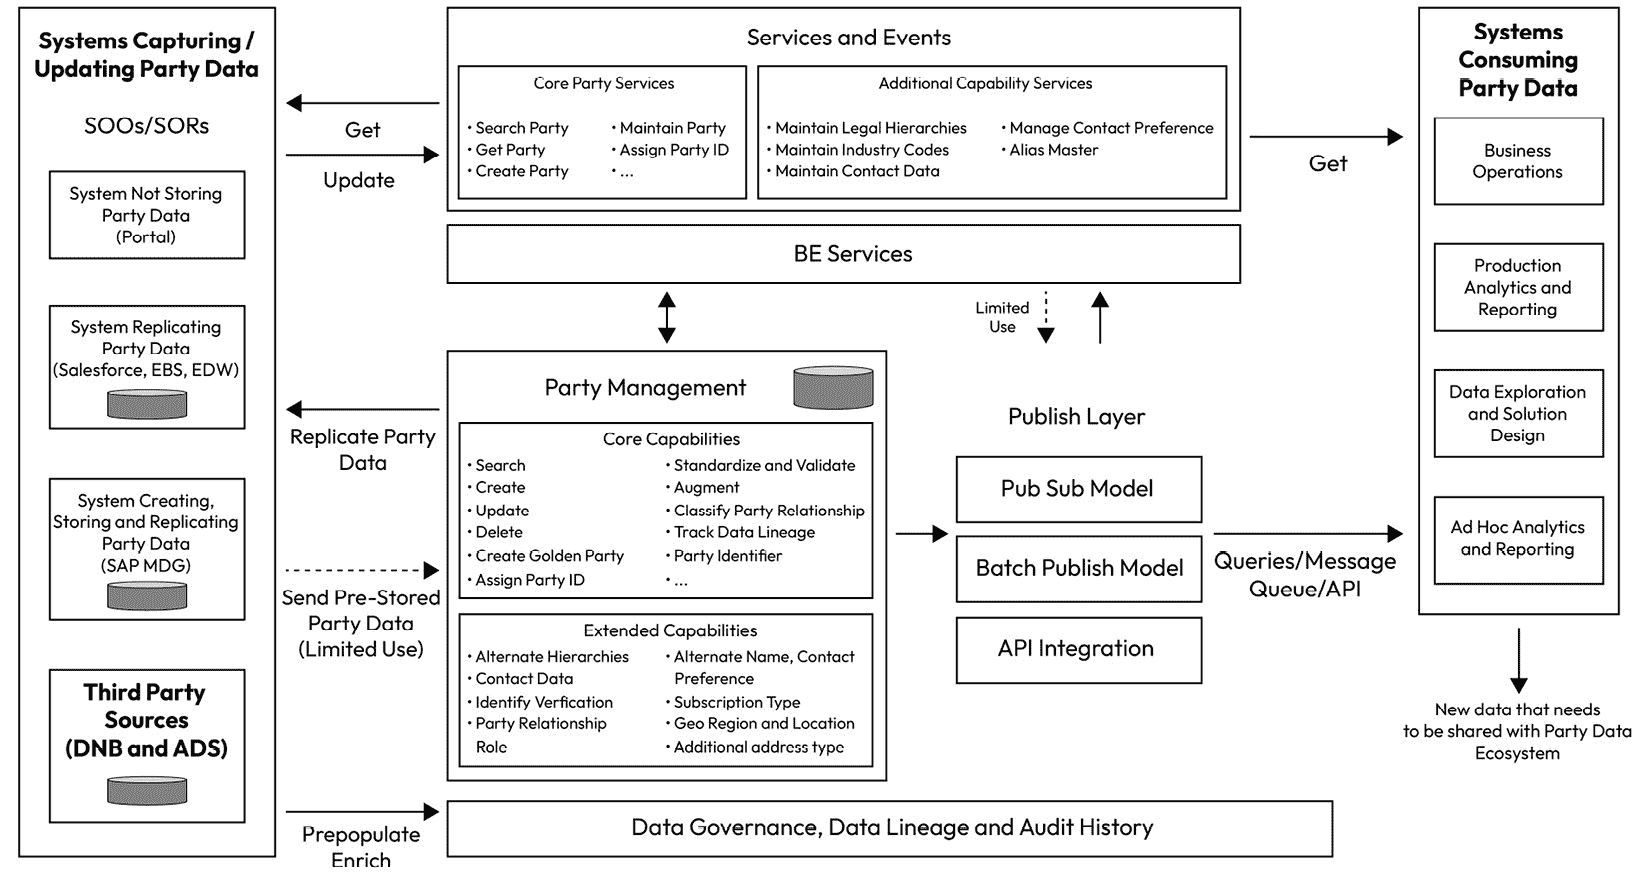 Systems Capturing /
Updating Party Data
SOOs/SORs
System Not Storing
Party Data
(Portal)
System Replicating
Party Data
(Salesforce, EBS, EDW)
System Creating,
Storing and Replicating
Party Data
(SAP MDG)
Third Party
Sources
(DNB and ADS)
Get
Update
Replicate Party
Data
Send Pre-Stored
Party Data
(Limited Use)
Prepopulate
Enrich
Services and Events
Core Party Services
• Search Party
• Get Party
• Create Party
• Maintain Party
• Assign Party ID
• ...
Additional Capability Services
• Maintain Legal Hierarchies
• Maintain Industry Codes
• Maintain Contact Data
• Manage Contact Preference
• Alias Master
BE Services
Limited
Use
Party Management
Core Capabilities
• Search
• Create
• Update
• Delete
• Create Golden Party
• Assign Party ID
• Standardize and Validate
• Augment
• Classify Party Relationship
• Track Data Lineage
• Party Identifier
• ...
Extended Capabilities
• Alternate Hierarchies
• Contact Data
• Identify Verfication
• Party Relationship
Role
• Alternate Name, Contact
Preference
• Subscription Type
• Geo Region and Location
• Additional address type
Publish Layer
Pub Sub Model
Batch Publish Model
API Integration
Data Governance, Data Lineage and Audit History
Get
Queries/Message
Queue/API
Systems
Consuming
Party Data
Business
Operations
Production
Analytics and
Reporting
Data Exploration
and Solution
Design
Ad Hoc Analytics
and Reporting
New data that needs
to be shared with Party Data
Ecosystem